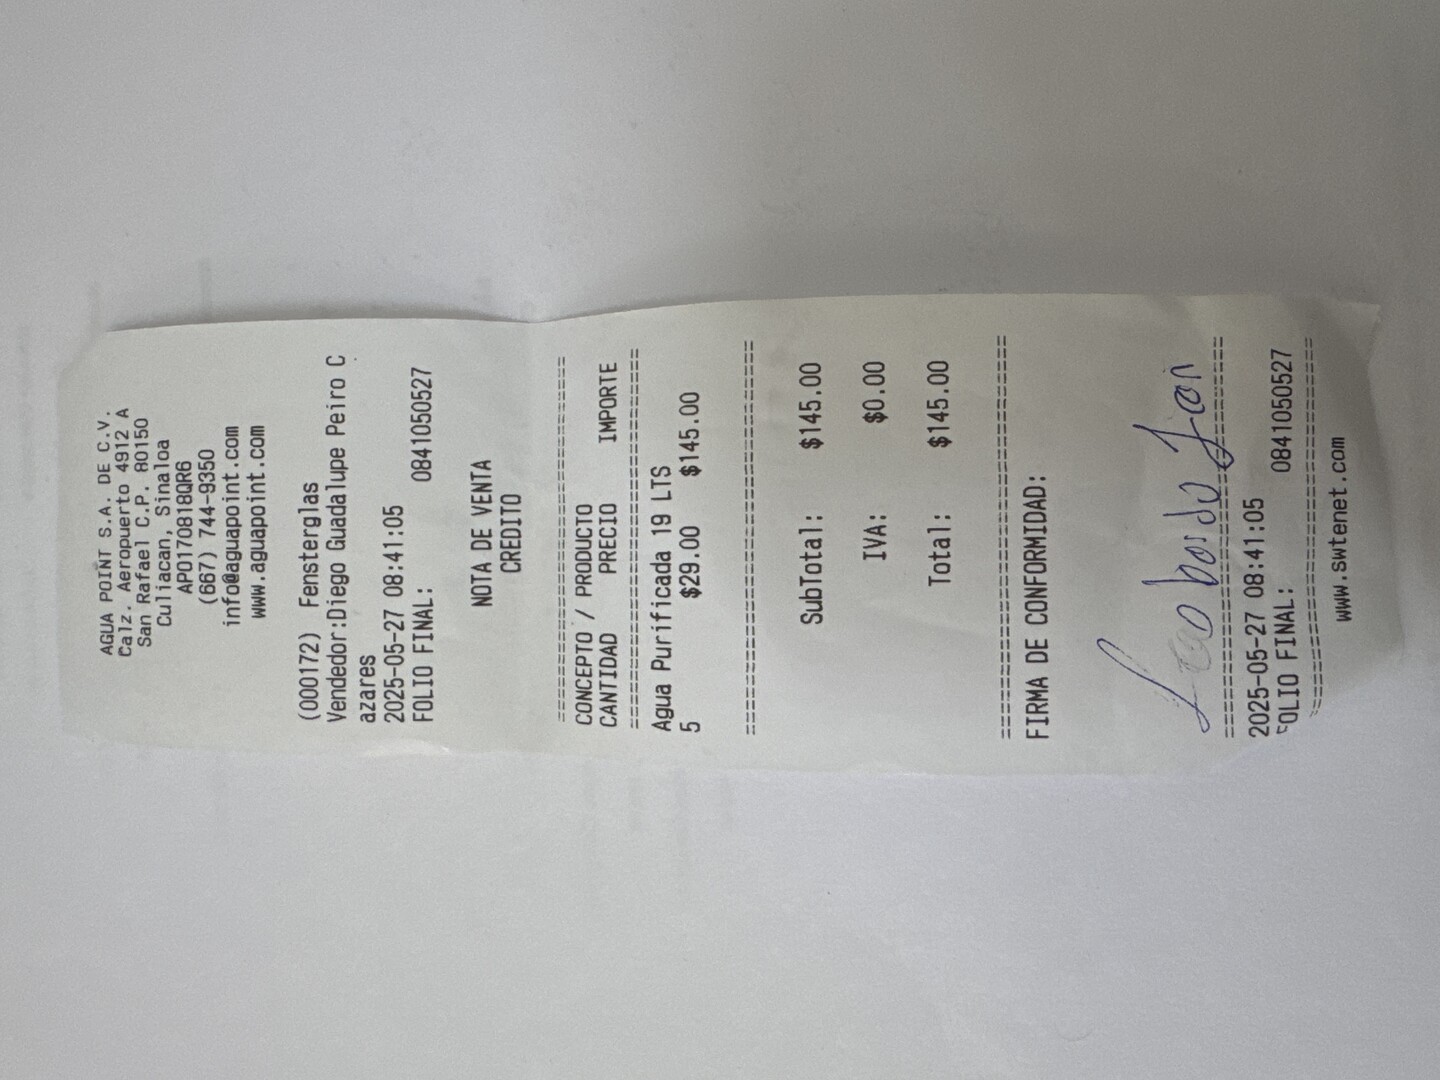 AGUA POINT S.A. DE C.V.
Calz. Aeropuerto 4912 A
San Rafael C.P. 80150
Culiacan, Sinaloa
APO170818QR6
(667) 744-9350
info@aguapoint.com
www.aguapoint.com
(000172) Fensterglas
Vendedor:Diego Guadalupe Peiro C
azares
2025-05-27 08:41:05
FOLIO FINAL: 0841050527
NOTA DE VENTA
CREDITO
==============================
CONCEPTO / PRODUCTO
CANTIDAD PRECIO IMPORTE
==============================
Agua Purificada 19 LTS
5 $29.00 $145.00
==============================
SubTotal: $145.00
IVA: $0.00
Total: $145.00
==============================
FIRMA DE CONFORMIDAD:
==============================
2025-05-27 08:41:05
FOLIO FINAL: 0841050527
==============================
www.swtenet.com